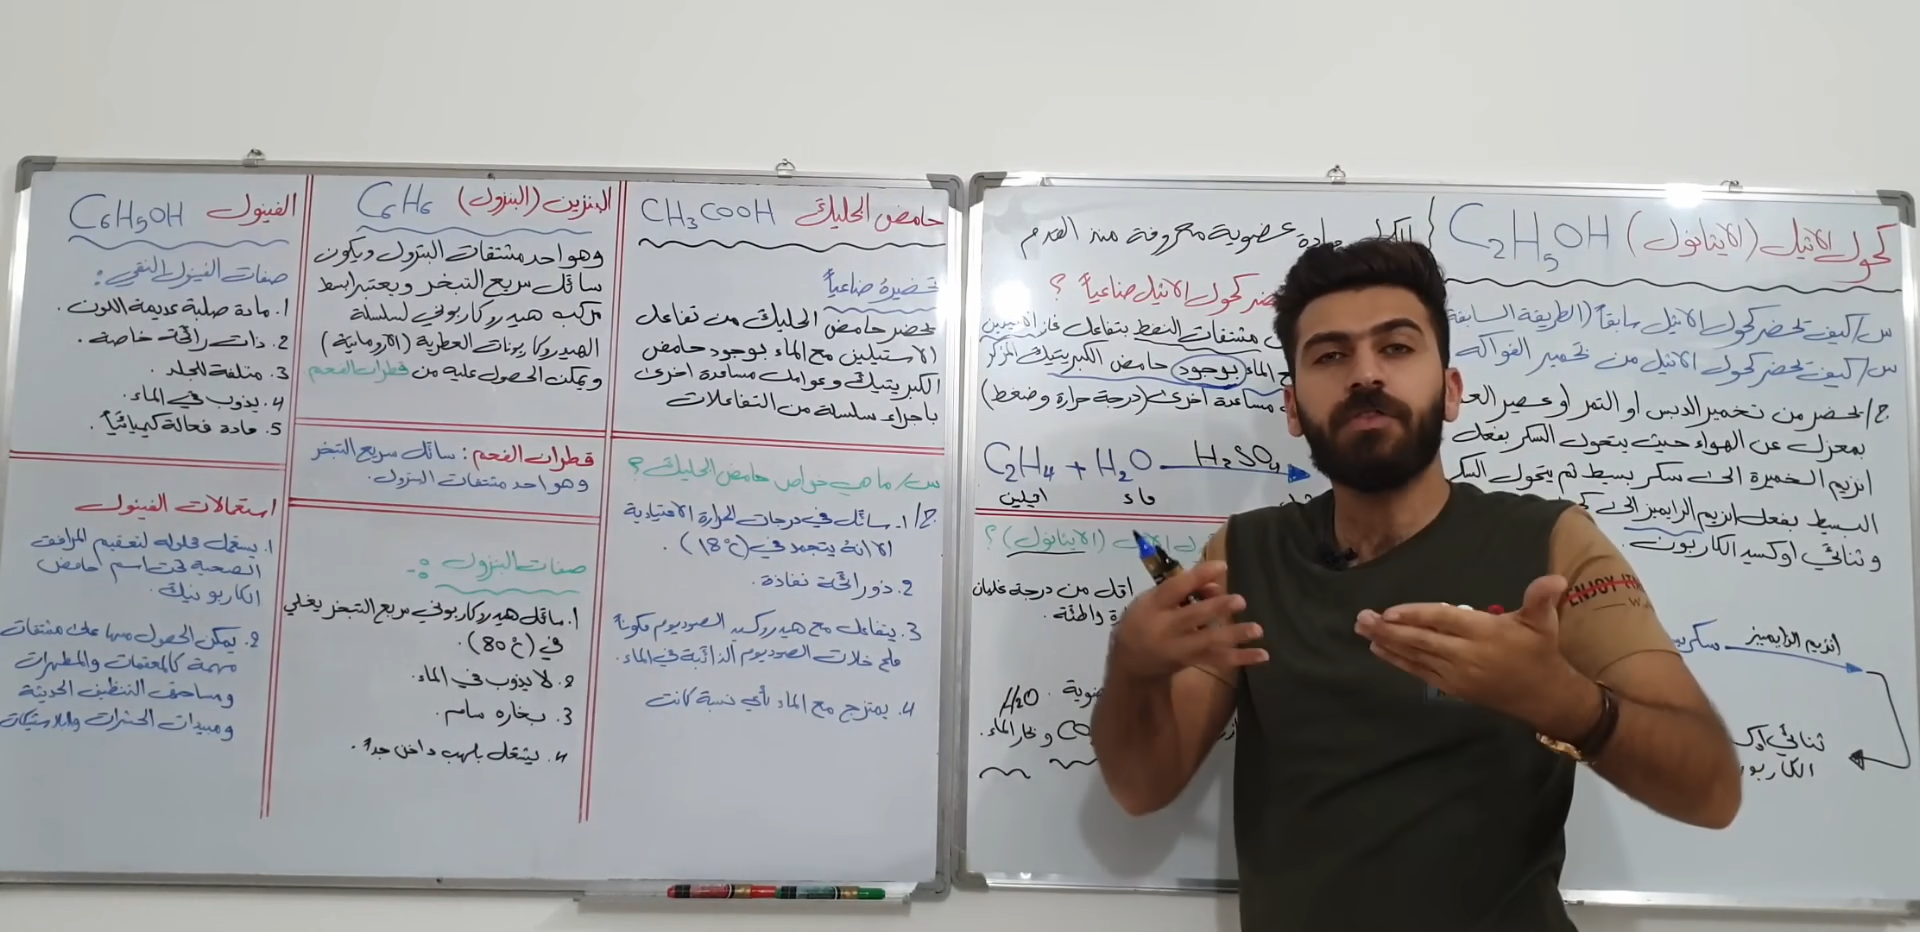 كحول الاثيل (الايثانول) C₂H₅OH
س/كيف تحضر كحول الاثيل سابقاً (الطريقة السابقة
س/كيف تحضر كحول الاثيل من تخمير الفواكه
ج/ يحضر من تخمير الدبس او التمر او عصير
بمعزل عن الهواء حيث يتحول السكر بفعل
انزيم الخميرة الى سكر بسيط ثم يتحول
البسيط بفعل انزيم الزايميز الى
وثنائي اوكسيد الكاربون.
انزيم الزايميز
ثنائي
مادة عضوية معروفة منذ القدم
كحول الاثيل صناعياً ؟
مشتقات النفط بتفاعل غاز الاثيلين
الماء بوجود حامض الكبريتيك المركز
مساعدة اخرى (درجة حرارة وضغط)
C₂H₄ + H₂O H₂SO₄
اثيلين ماء
(الايثانول) ؟
اقل من درجة غليان
واطئة.
H₂O
وبخار الماء.
حامض الخليك CH₃COOH
تحضيره صناعياً
يحضر حامض الخليك من تفاعل
الاستيلين مع الماء بوجود حامض
الكبريتيك وعوامل مساعدة اخرى
باجراء سلسلة من التفاعلات
س/ ما هي خواص حامض الخليك ؟
ج/ 1. سائل في درجات الحرارة الاعتيادية
الا انه يتجمد في (18°C) .
2. ذو رائحة نفاذة.
3. يتفاعل مع هيدروكسيد الصوديوم مكوناً
ملح خلات الصوديوم الذائبة في الماء.
4. يمتزج مع الماء بأي نسبة كانت
البنزين (البنزول) C₆H₆
وهو احد مشتقات البترول ويكون
سائل سريع التبخر ويعتبر ابسط
مركب هيدروكاربوني لسلسلة
الهيدروكاربونات العطرية (الاروماتية)
ويمكن الحصول عليه من قطرات الفحم
قطران الفحم : سائل سريع التبخر
وهو احد مشتقات البترول.
صفات البنزول :-
1. سائل هيدروكاربوني سريع التبخر يغلي
في (80°C).
2. لا يذوب في الماء.
3. بخاره سام.
4. يشتعل بلهب داخن جداً.
الفينول C₆H₅OH
صفات الفينول النقي :
1. مادة صلبة عديمة اللون.
2. ذات رائحة خاصة.
3. متلفة للجلد.
4. يذوب في الماء.
5. مادة فعالة كيميائياً.
استعمالات الفينول
1. يستعمل محلوله لتعقيم المرافق
الصحية تحت اسم حامض
الكاربونيك.
2. يمكن الحصول منها على مشتقات
مهمة كالمعقمات والمطهرات
ومساحيق التنظيف الحديثة
ومبيدات الحشرات والبلاستيكات